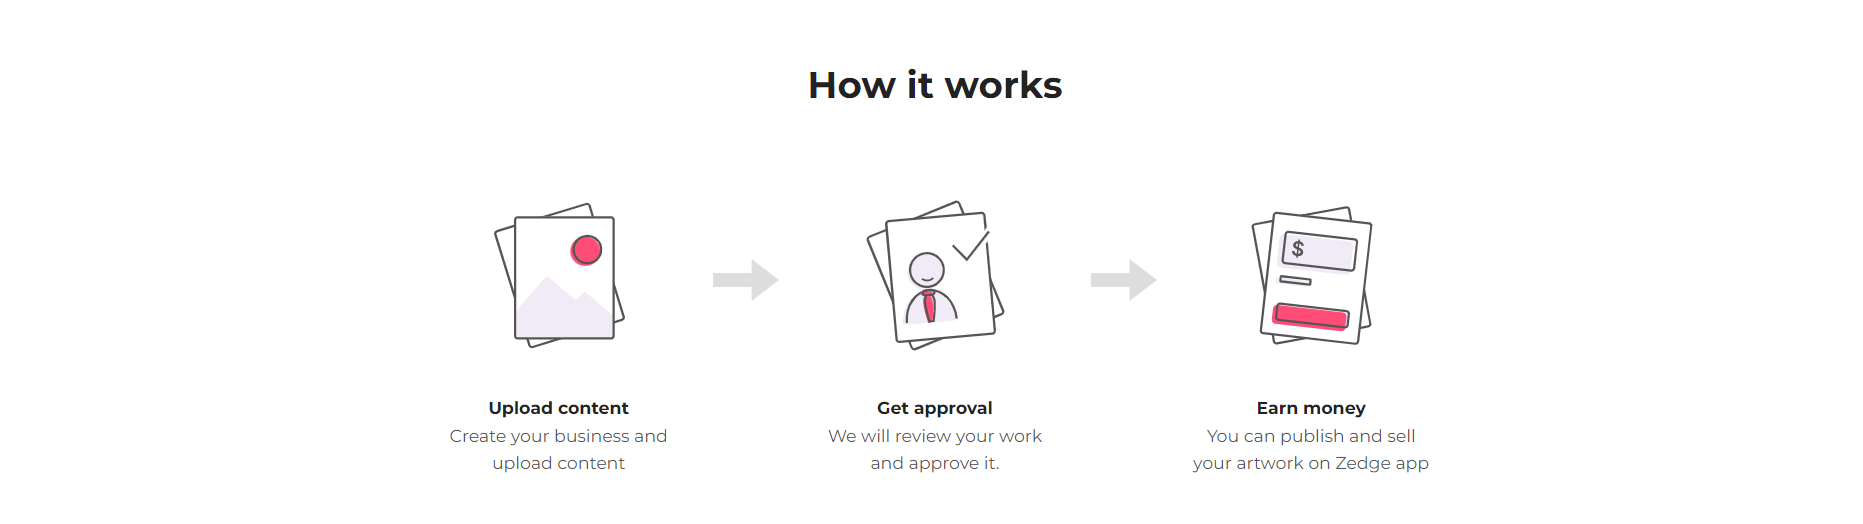 How it works
$
Upload content
Create your business and
upload content
Get approval
We will review your work
and approve it.
Earn money
You can publish and sell
your artwork on Zedge app